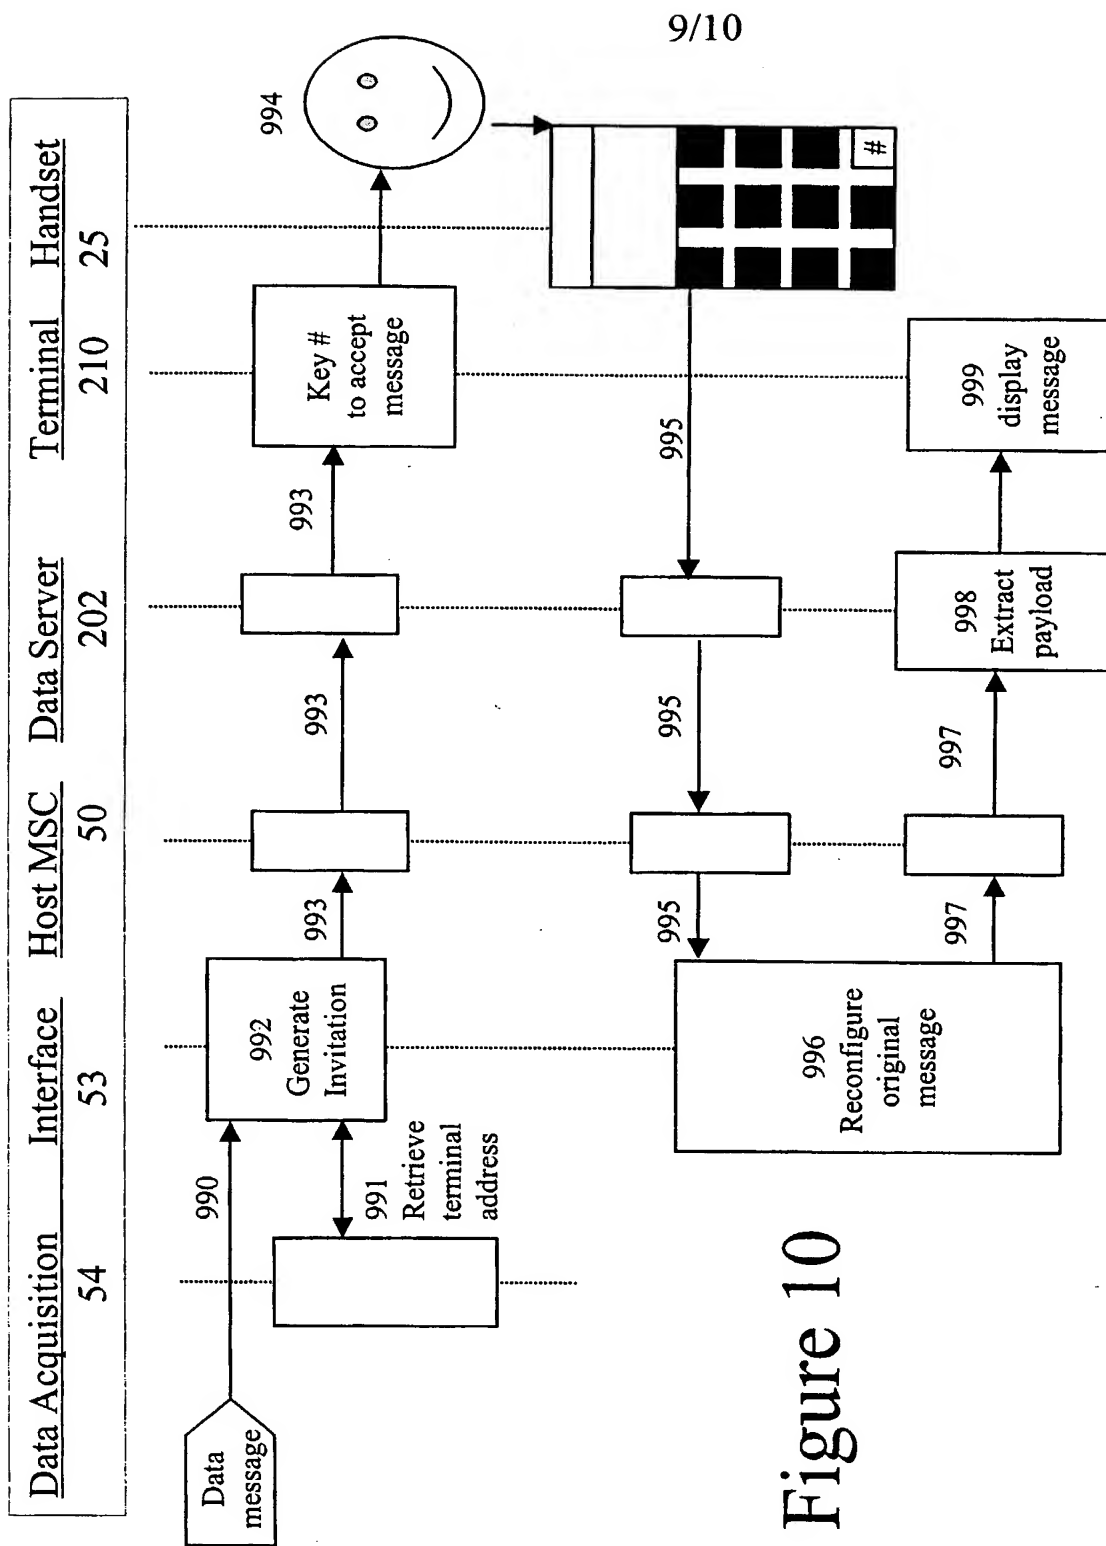 9/10
Data Acquisition Interface Host MSC Data Server Terminal Handset
54 53 50 202 210 25
Data
message
990
991
Retrieve
terminal
address
992
Generate
Invitation
993
993
993
Key #
to accept
message
994
#
995
995
995
996
Reconfigure
original
message
997
997
998
Extract
payload
999
display
message
Figure 10